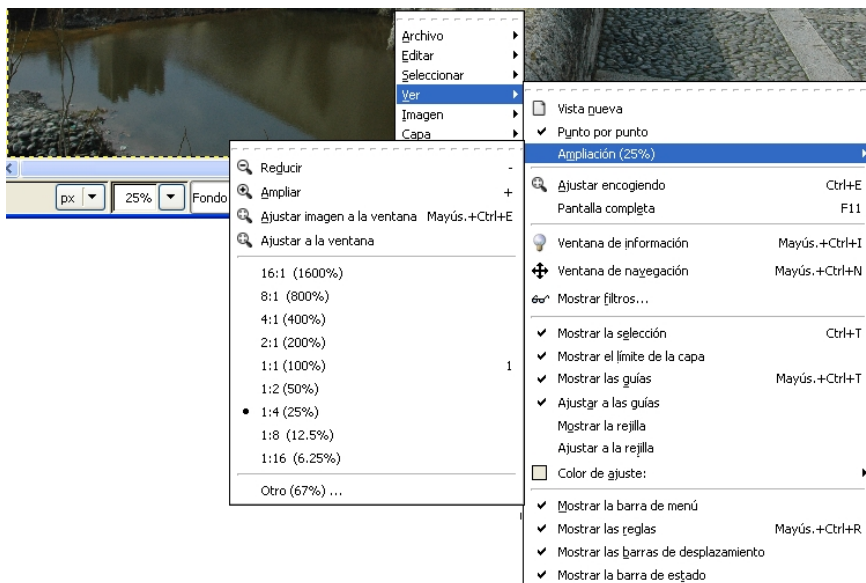 Archivo
Editar
Seleccionar
Ver
Imagen
Capa
px
25%
Fondo
Reducir -
Ampliar +
Ajustar imagen a la ventana Mayús.+Ctrl+E
Ajustar a la ventana
16:1 (1600%)
8:1 (800%)
4:1 (400%)
2:1 (200%)
1:1 (100%) 1
1:2 (50%)
1:4 (25%)
1:8 (12.5%)
1:16 (6.25%)
Otro (67%) ...
Vista nueva
Punto por punto
Ampliación (25%)
Ajustar encogiendo Ctrl+E
Pantalla completa F11
Ventana de información Mayús.+Ctrl+I
Ventana de navegación Mayús.+Ctrl+N
Mostrar filtros...
Mostrar la selección Ctrl+T
Mostrar el límite de la capa
Mostrar las guías Mayús.+Ctrl+T
Ajustar a las guías
Mostrar la rejilla
Ajustar a la rejilla
Color de ajuste:
Mostrar la barra de menú
Mostrar las reglas Mayús.+Ctrl+R
Mostrar las barras de desplazamiento
Mostrar la barra de estado